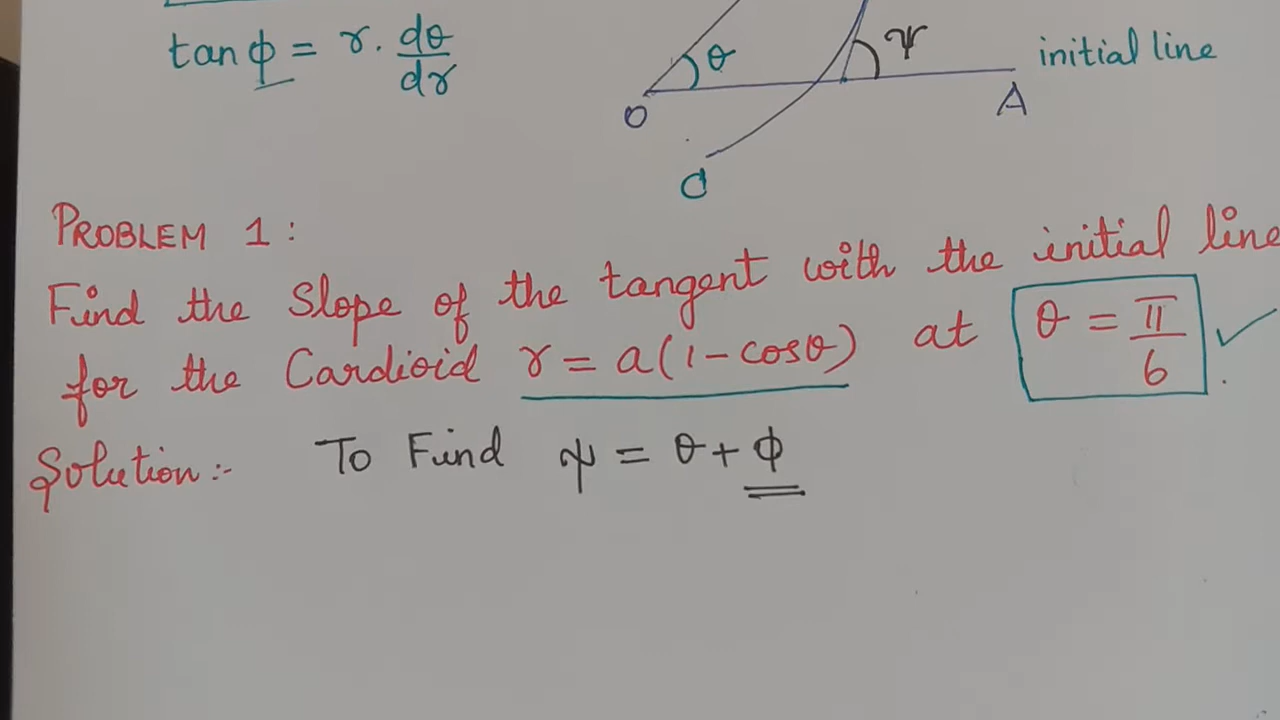 tan ϕ = r. dθ/dr
θ
ψ
initial line
O
A
C
PROBLEM 1 :
Find the Slope of the tangent with the initial line
for the Cardioid r = a(1-cosθ) at θ = π/6
Solution :- To Find ψ = θ + ϕ